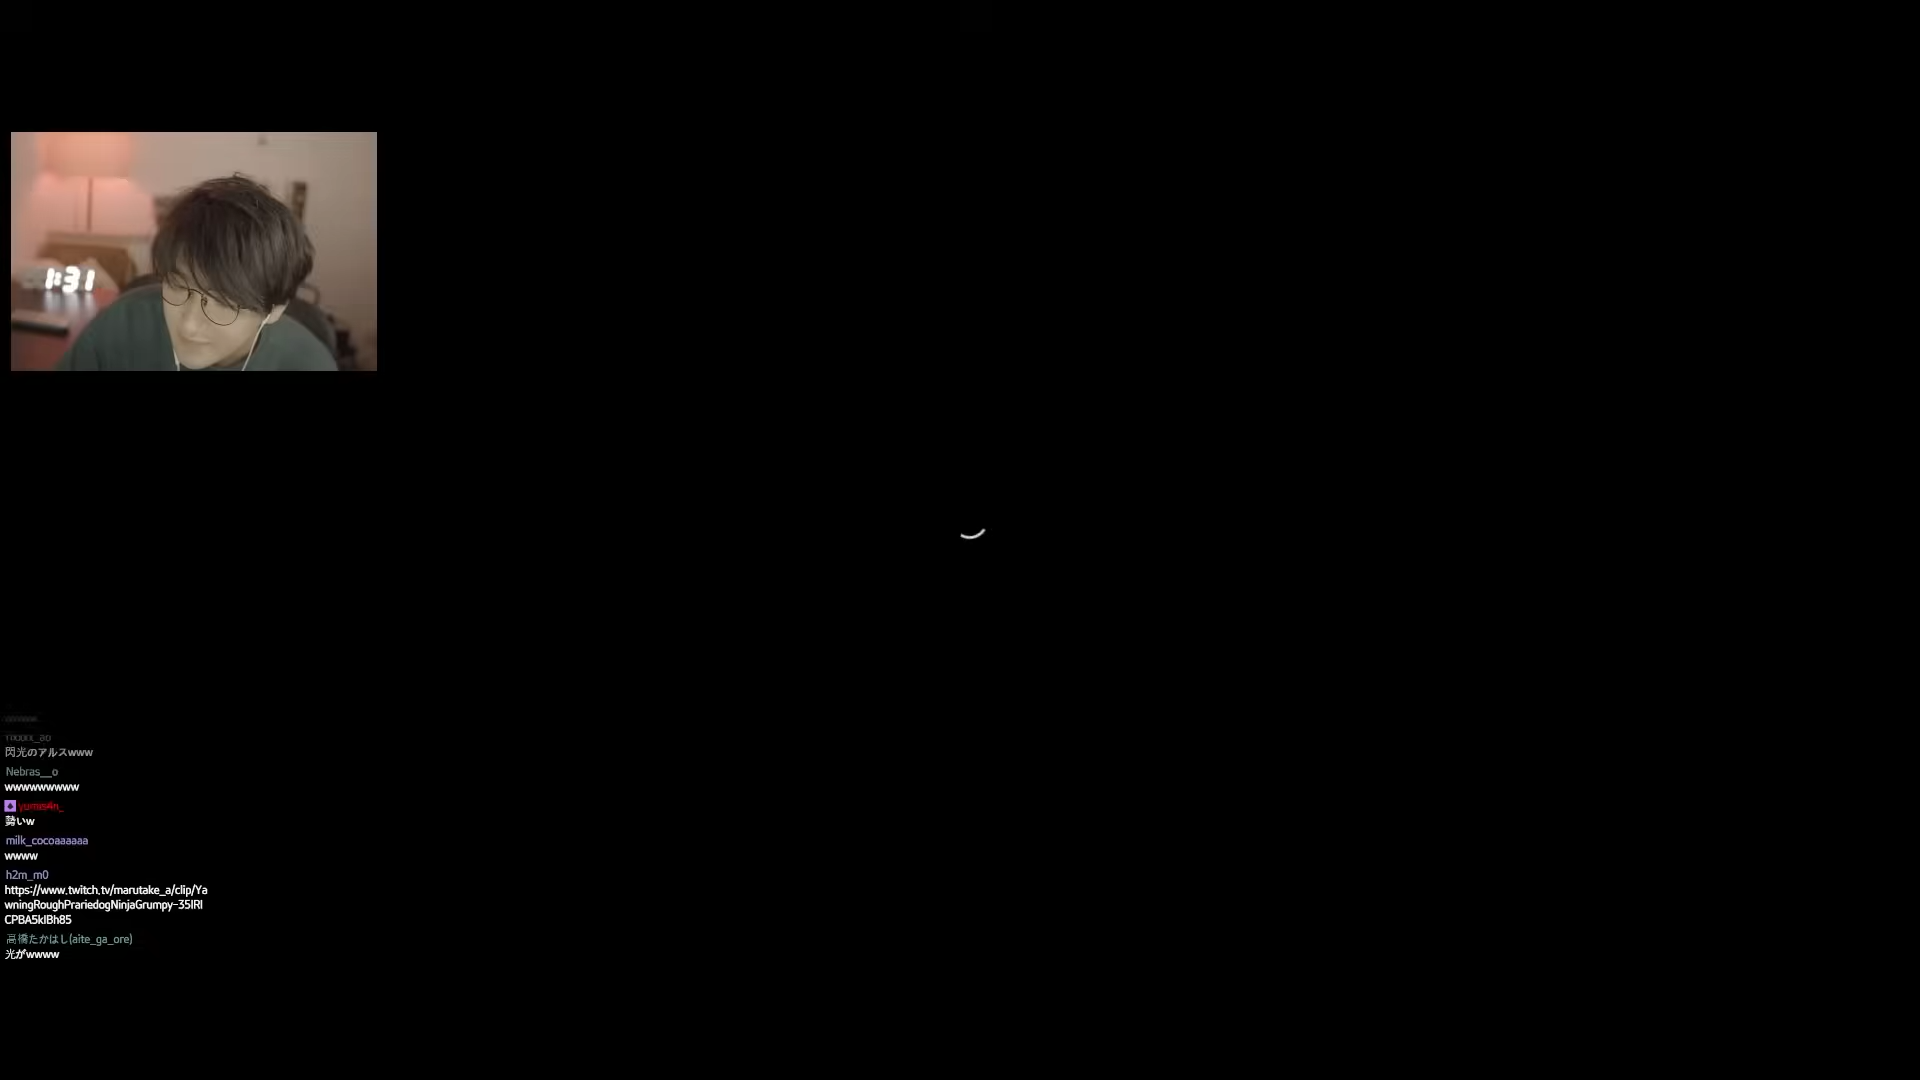 1:31
閃光のアルスwww
Nebras__o
wwwwwwwww
勢いw
milk_cocoaaaaaa
wwww
h2m_m0
https://www.twitch.tv/marutake_a/clip/Ya
wningRoughPrariedogNinjaGrumpy-35IRI
CPBA5kIBh85
高橋たかはし(aite_ga_ore)
光がwwww